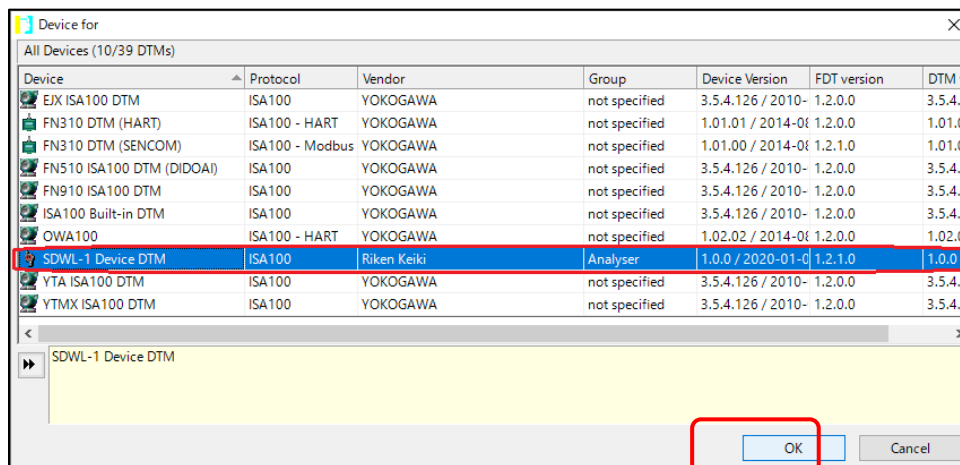 Device for
All Devices (10/39 DTMs)
Device Protocol Vendor Group Device Version FDT version DTM
EJX ISA100 DTM ISA100 YOKOGAWA not specified 3.5.4.126 / 2010- 1.2.0.0 3.5.4.
FN310 DTM (HART) ISA100 - HART YOKOGAWA not specified 1.01.01 / 2014-08 1.2.0.0 1.01.0
FN310 DTM (SENCOM) ISA100 - Modbus YOKOGAWA not specified 1.01.00 / 2014-08 1.2.1.0 1.01.0
FN510 ISA100 DTM (DIDOAI) ISA100 YOKOGAWA not specified 3.5.4.126 / 2010- 1.2.0.0 3.5.4.
FN910 ISA100 DTM ISA100 YOKOGAWA not specified 3.5.4.126 / 2010- 1.2.0.0 3.5.4.
ISA100 Built-in DTM ISA100 YOKOGAWA not specified 3.5.4.126 / 2010- 1.2.0.0 3.5.4.
OWA100 ISA100 - HART YOKOGAWA not specified 1.02.02 / 2014-08 1.2.0.0 1.02.0
SDWL-1 Device DTM ISA100 Riken Keiki Analyser 1.0.0 / 2020-01-0 1.2.1.0 1.0.0
YTA ISA100 DTM ISA100 YOKOGAWA not specified 3.5.4.126 / 2010- 1.2.0.0 3.5.4.
YTMX ISA100 DTM ISA100 YOKOGAWA not specified 3.5.4.126 / 2010- 1.2.0.0 3.5.4.
SDWL-1 Device DTM
OK Cancel